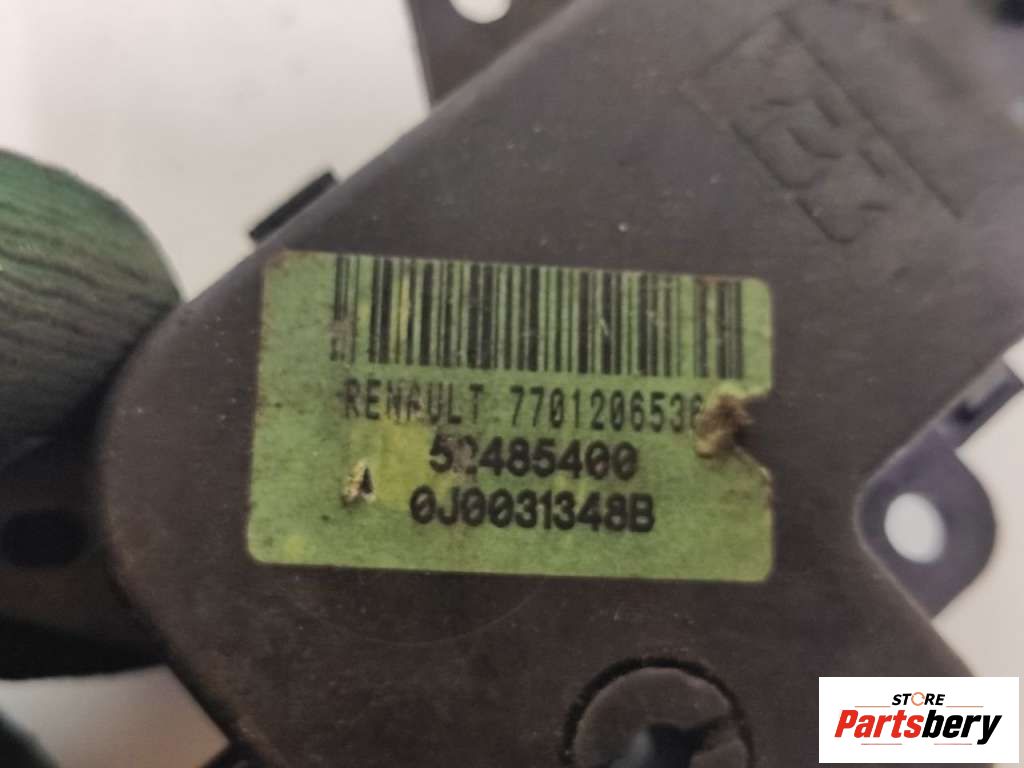 RENAULT 7701206536
52485400
A
0J0031348B
STORE
Partsbery